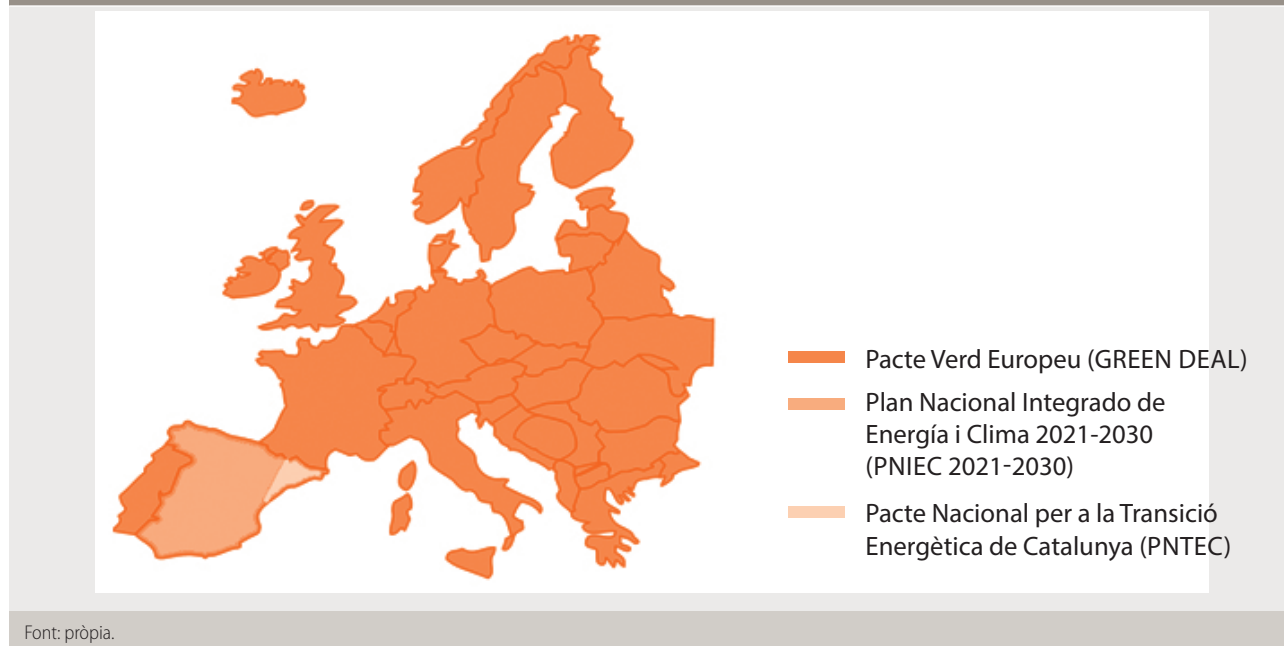 Pacte Verd Europeu (GREEN DEAL)
Plan Nacional Integrado de
Energía i Clima 2021-2030
(PNIEC 2021-2030)
Pacte Nacional per a la Transició
Energètica de Catalunya (PNTEC)
Font: pròpia.